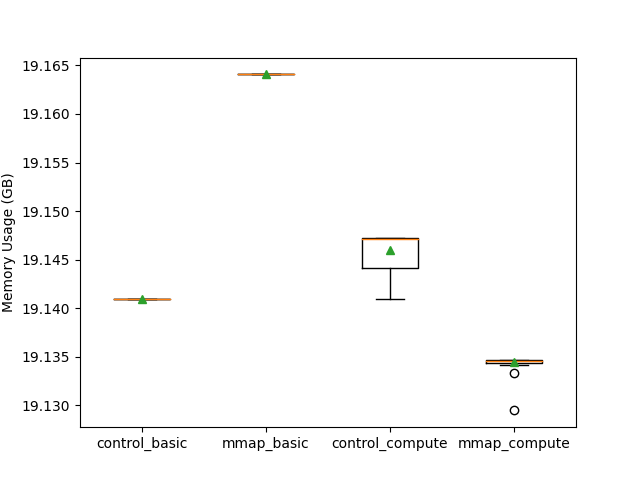 Memory Usage (GB)
19.165
19.160
19.155
19.150
19.145
19.140
19.135
19.130
control_basic
mmap_basic
control_compute
mmap_compute